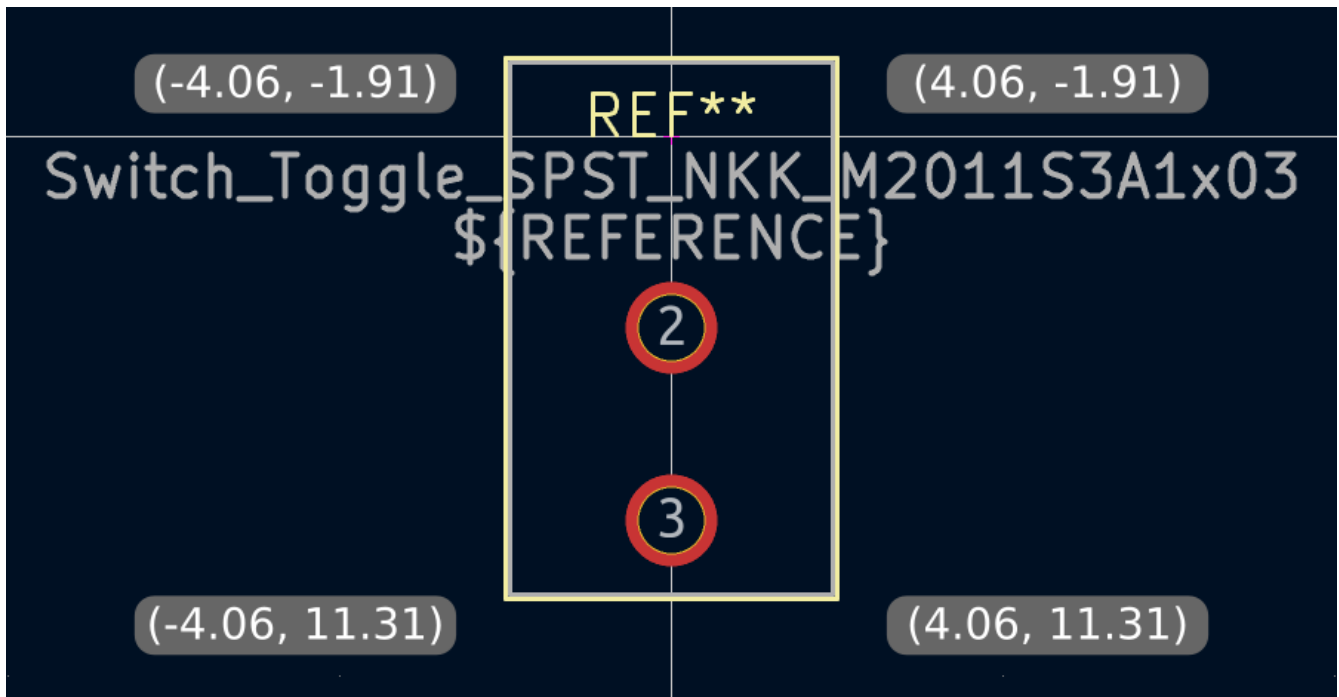 (-4.06, -1.91)
(4.06, -1.91)
REF**
Switch_Toggle_SPST_NKK_M2011S3A1x03
${REFERENCE}
2
3
(-4.06, 11.31)
(4.06, 11.31)